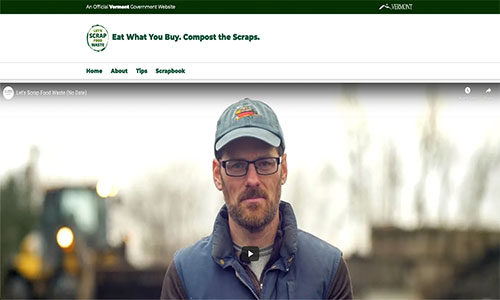 An Official Vermont Government Website
VERMONT
LET'S
SCRAP
FOOD
WASTE
Eat What You Buy. Compost the Scraps.
Home About Tips Scrapbook
Let's Scrap Food Waste (No Date)